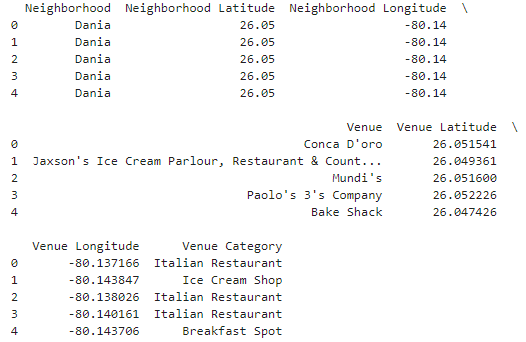 Neighborhood Neighborhood Latitude Neighborhood Longitude \
0 Dania 26.05 -80.14
1 Dania 26.05 -80.14
2 Dania 26.05 -80.14
3 Dania 26.05 -80.14
4 Dania 26.05 -80.14
Venue Venue Latitude \
0 Conca D'oro 26.051541
1 Jaxson's Ice Cream Parlour, Restaurant & Count... 26.049361
2 Mundi's 26.051600
3 Paolo's 3's Company 26.052226
4 Bake Shack 26.047426
Venue Longitude Venue Category
0 -80.137166 Italian Restaurant
1 -80.143847 Ice Cream Shop
2 -80.138026 Italian Restaurant
3 -80.140161 Italian Restaurant
4 -80.143706 Breakfast Spot